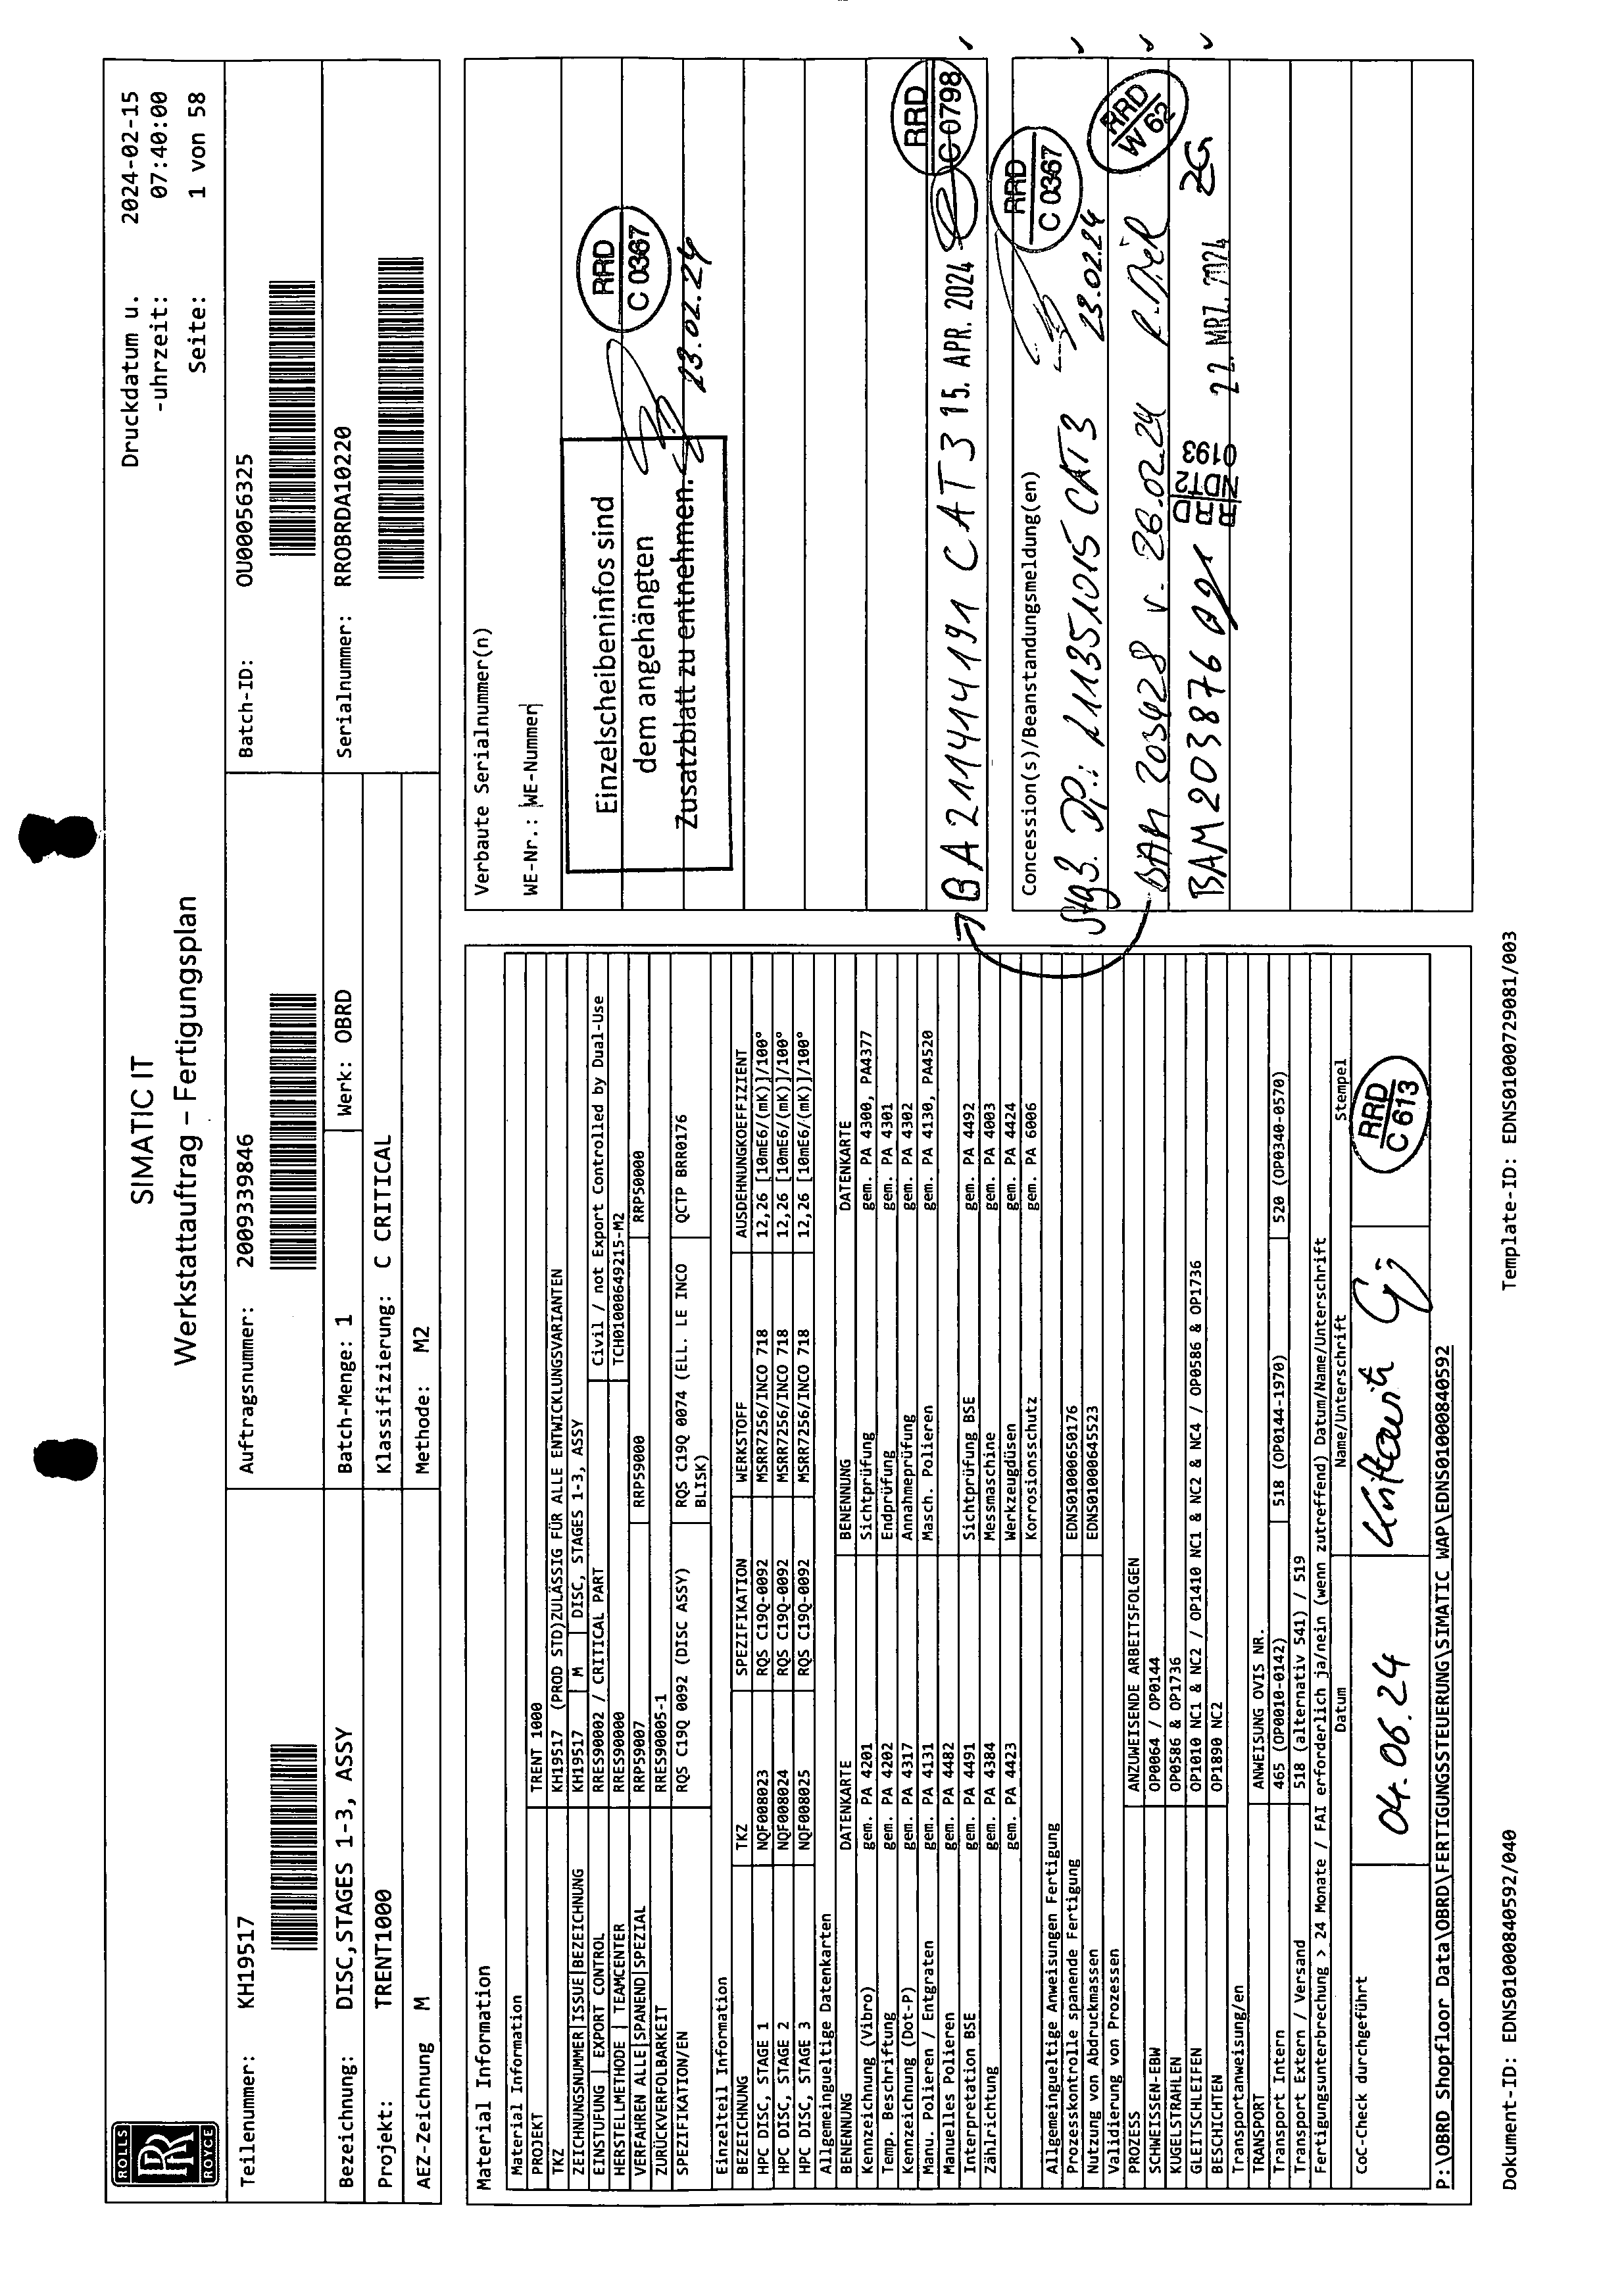 ROLLS
RR
ROYCE
SIMATIC IT
Werkstattauftrag – Fertigungsplan
Druckdatum u. 2024-02-15
-uhrzeit: 07:40:00
Seite: 1 von 58
Teilenummer: KH19517
Auftragsnummer: 2009339846
Batch-ID: OU00056325
Bezeichnung: DISC,STAGES 1-3, ASSY
Batch-Menge: 1
Werk: OBRD
Serialnummer: RROBRDA10220
Projekt: TRENT1000
Klassifizierung: C CRITICAL
AEZ-Zeichnung M
Methode: M2
Material Information
Material Information
PROJEKT TRENT 1000
TKZ KH19517 (PROD STD)ZULÄSSIG FÜR ALLE ENTWICKLUNGSVARIANTEN
ZEICHNUNGSNUMMER|ISSUE|BEZEICHNUNG KH19517 M DISC, STAGES 1-3, ASSY
EINSTUFUNG | EXPORT CONTROL RRES90002 / CRITICAL PART Civil / not Export Controlled by Dual-Use
HERSTELLMETHODE | TEAMCENTER RRES90000 TCH01000649215-M2
VERFAHREN ALLE|SPANEND|SPEZIAL RRP59007 RRP59000 RRP50000
ZURÜCKVERFOLBARKEIT RRES90005-1
SPEZIFIKATION/EN RQS C19Q 0092 (DISC ASSY) RQS C19Q 0074 (ELL. LE INCO QCTP BRR0176
BLISK)
Einzelteil Information
BEZEICHNUNG TKZ SPEZIFIKATION WERKSTOFF AUSDEHNUNGKOEFFIZIENT
HPC DISC, STAGE 1 NQF008023 RQS C19Q-0092 MSRR7256/INCO 718 12,26 [10mE6/(mK)]/100°
HPC DISC, STAGE 2 NQF008024 RQS C19Q-0092 MSRR7256/INCO 718 12,26 [10mE6/(mK)]/100°
HPC DISC, STAGE 3 NQF008025 RQS C19Q-0092 MSRR7256/INCO 718 12,26 [10mE6/(mK)]/100°
Allgemeingueltige Datenkarten
BENENNUNG DATENKARTE BENENNUNG DATENKARTE
Kennzeichnung (Vibro) gem. PA 4201 Sichtprüfung gem. PA 4300, PA4377
Temp. Beschriftung gem. PA 4202 Endprüfung gem. PA 4301
Kennzeichnung (Dot-P) gem. PA 4317 Annahmeprüfung gem. PA 4302
Manu. Polieren / Entgraten gem. PA 4131 Masch. Polieren gem. PA 4130, PA4520
Manuelles Polieren gem. PA 4482
Interpretation BSE gem. PA 4491 Sichtprüfung BSE gem. PA 4492
Zählrichtung gem. PA 4384 Messmaschine gem. PA 4003
gem. PA 4423 Werkzeugdüsen gem. PA 4424
Korrosionsschutz gem. PA 6006
Allgemeingueltige Anweisungen Fertigung
Prozesskontrolle spanende Fertigung EDNS01000650176
Nutzung von Abdruckmassen EDNS01000645523
Validierung von Prozessen
PROZESS ANZUWEISENDE ARBEITSFOLGEN
SCHWEISSEN-EBW OP0064 / OP0144
KUGELSTRAHLEN OP0586 & OP1736
GLEITSCHLEIFEN OP1010 NC1 & NC2 / OP1410 NC1 & NC2 & NC4 / OP0586 & OP1736
BESCHICHTEN OP1890 NC2
Transportanweisung/en
TRANSPORT ANWEISUNG OVIS NR.
Transport Intern 465 (OP0010-0142) 518 (OP0144-1970) 520 (OP0340-0570)
Transport Extern / Versand 518 (alternativ 541) / 519
Fertigungsunterbrechung > 24 Monate / FAI erforderlich ja/nein (wenn zutreffend) Datum/Name/Unterschrift
Datum Name/Unterschrift Stempel
CoC-Check durchgeführt 04.06.24
RRD
C 613
P:\OBRD Shopfloor Data\OBRD\FERTIGUNGSSTEUERUNG\SIMATIC WAP\EDNS01000840592
Verbaute Serialnummer(n)
WE-Nr.: WE-Nummer
Einzelscheibeninfos sind
dem angehängten
Zusatzblatt zu entnehmen.
RRD
C 0367
23.02.24
BA 211414191 CAT 3 15. APR. 2024
RRD
C 0798
Concession(s)/Beanstandungsmeldung(en)
211351015 CAT 3
23.02.24
RRD
C 0367
BAM 203428 v. 26.02.24
RRD
W 62
BAM 203876
RRD
NDT2
0193
22. MRZ. 2024
Dokument-ID: EDNS01000840592/040
Template-ID: EDNS01000729081/003